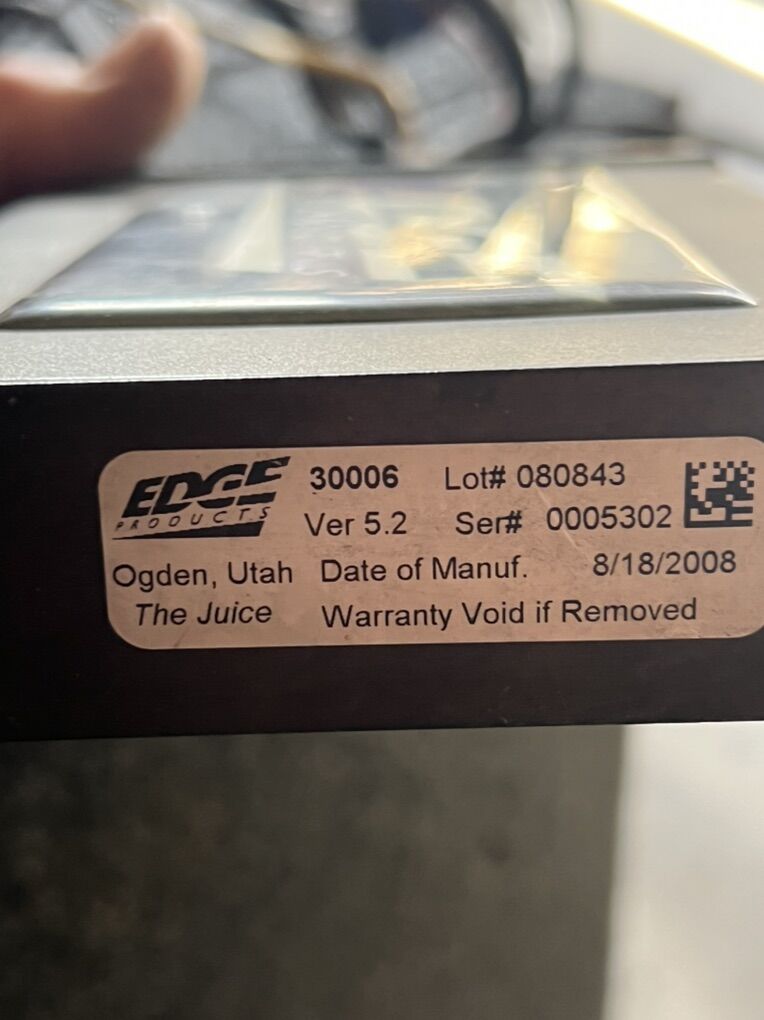 EDGE 30006 Lot# 080843
PRODUCTS Ver 5.2 Ser# 0005302
Ogden, Utah Date of Manuf. 8/18/2008
The Juice Warranty Void if Removed